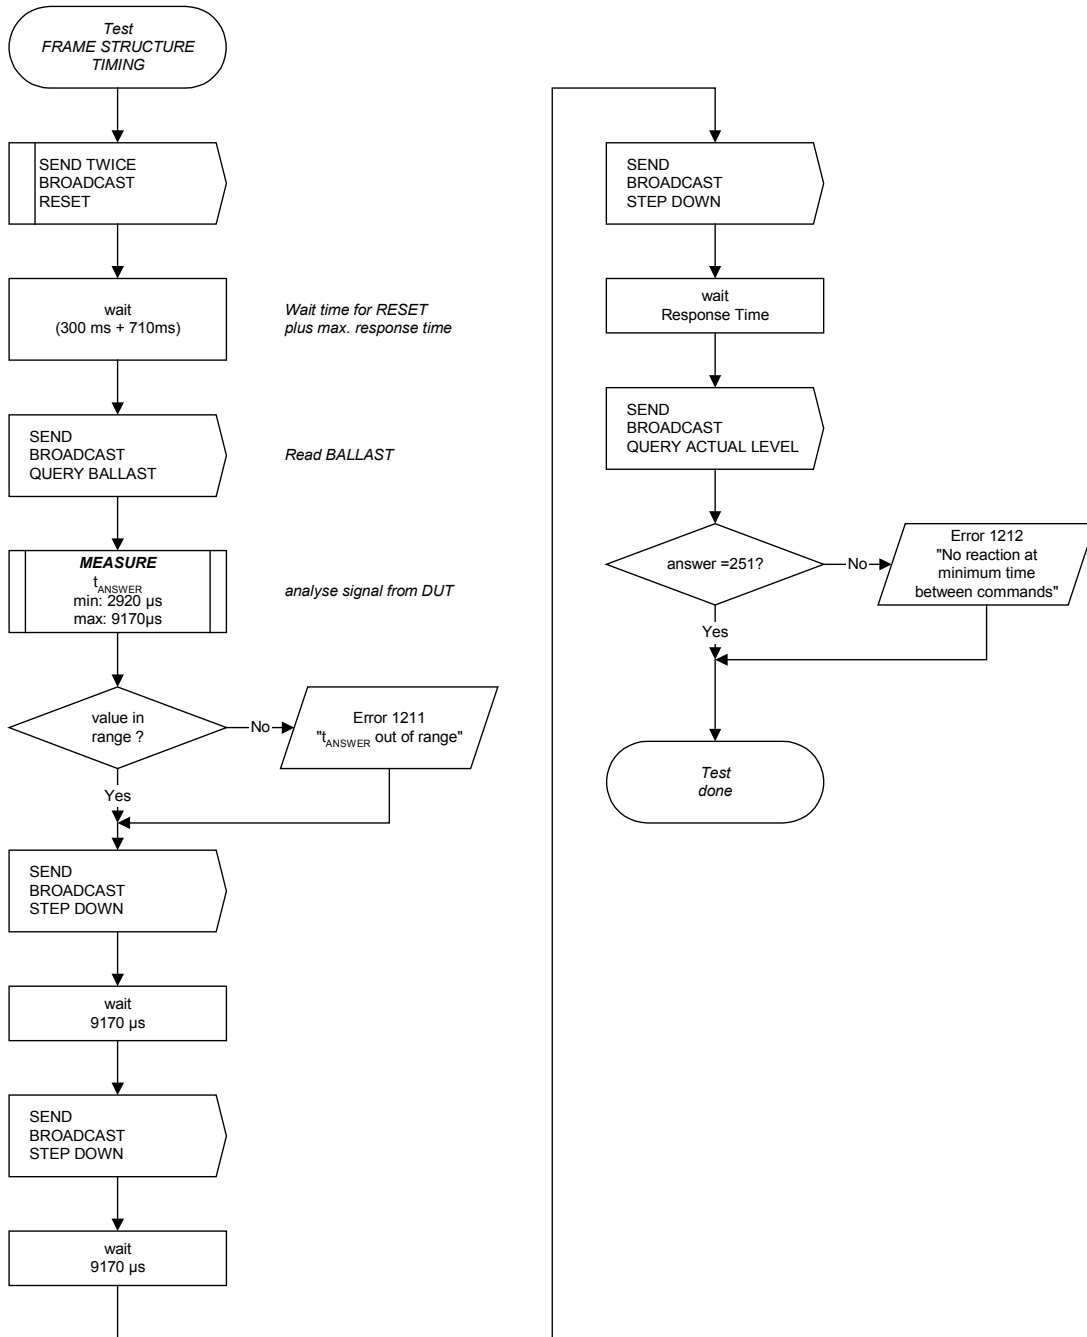 Test
FRAME STRUCTURE
TIMING
SEND TWICE
BROADCAST
RESET
wait
(300 ms + 710ms)
Wait time for RESET
plus max. response time
SEND
BROADCAST
QUERY BALLAST
Read BALLAST
MEASURE
tANSWER
min: 2920 µs
max: 9170µs
analyse signal from DUT
value in
range ?
No
Error 1211
"tANSWER out of range"
Yes
SEND
BROADCAST
STEP DOWN
wait
9170 µs
SEND
BROADCAST
STEP DOWN
wait
9170 µs
SEND
BROADCAST
STEP DOWN
wait
Response Time
SEND
BROADCAST
QUERY ACTUAL LEVEL
answer =251?
No
Error 1212
"No reaction at
minimum time
between commands"
Yes
Test
done